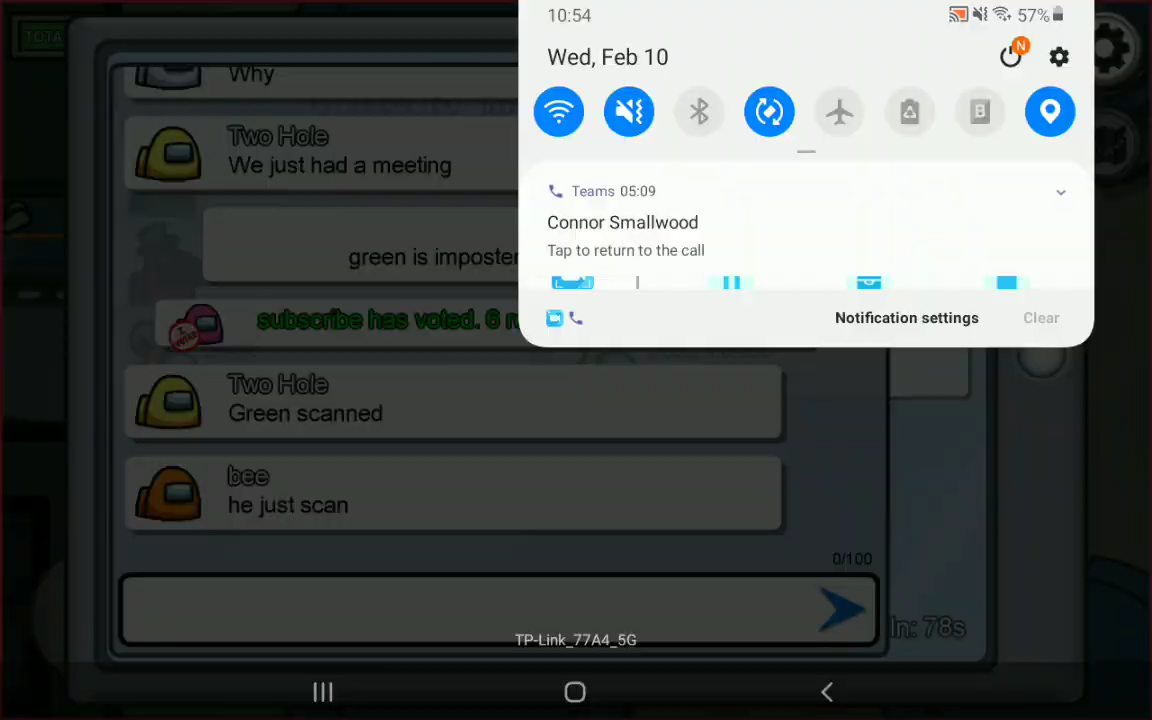 10:54
57%
Wed, Feb 10
N
B
Teams 05:09
Connor Smallwood
Tap to return to the call
Notification settings
Clear
TOTA
Why
Two Hole
We just had a meeting
green is imposter
subscribe has voted. 6 r
Two Hole
Green scanned
bee
he just scan
0/100
In: 78s
TP-Link_77A4_5G